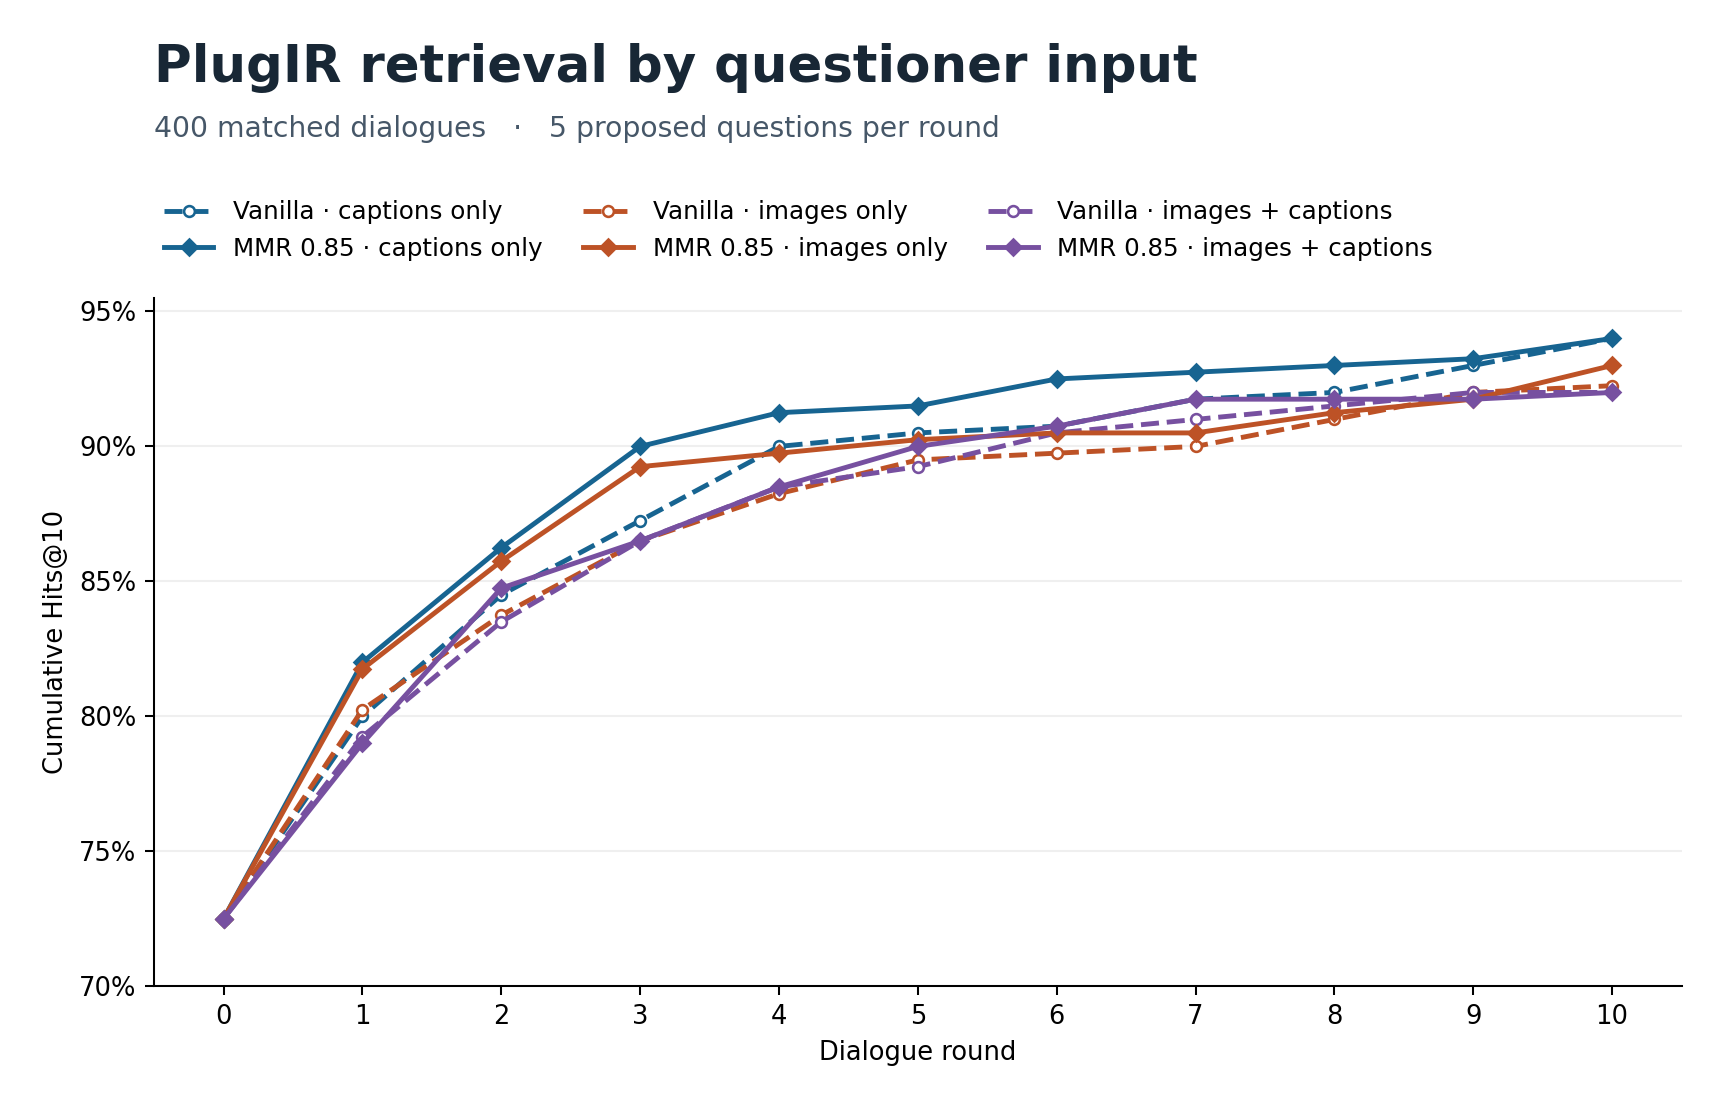 PlugIR retrieval by questioner input
400 matched dialogues · 5 proposed questions per round
Vanilla · captions only
Vanilla · images only
Vanilla · images + captions
MMR 0.85 · captions only
MMR 0.85 · images only
MMR 0.85 · images + captions
Cumulative Hits@10
95%
90%
85%
80%
75%
70%
0 1 2 3 4 5 6 7 8 9 10
Dialogue round